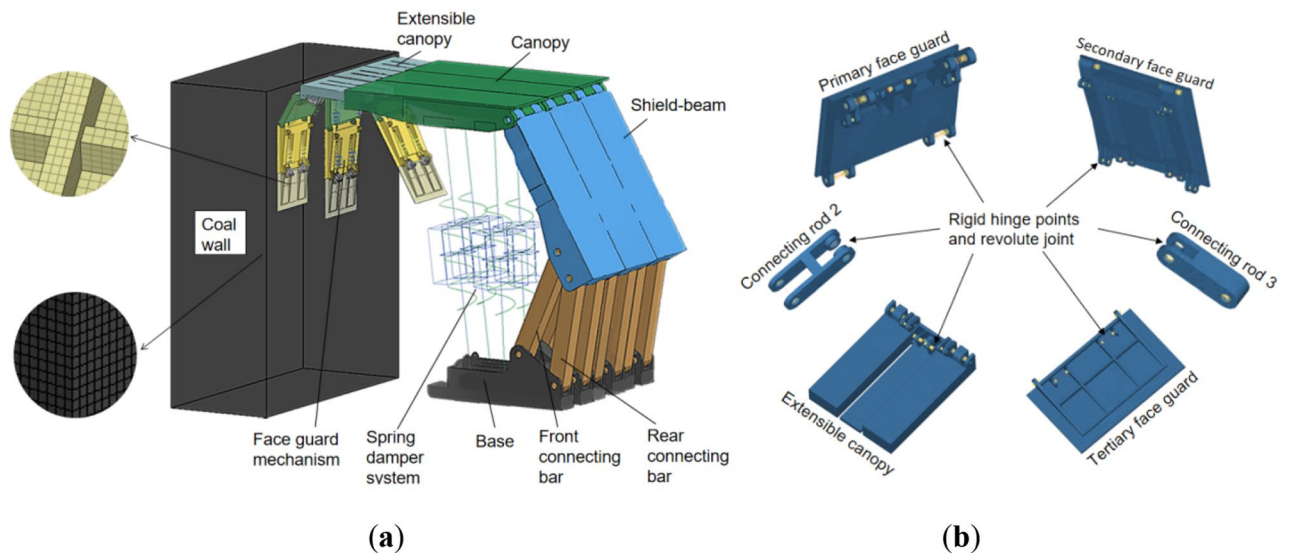 Extensible
canopy
Canopy
Shield-beam
Coal
wall
Face guard
mechanism
Spring
damper
system
Base
Front
connecting
bar
Rear
connecting
bar
(a)
Primary face guard
Secondary face guard
Rigid hinge points
and revolute joint
Connecting rod 2
Connecting rod 3
Extensible canopy
Tertiary face guard
(b)